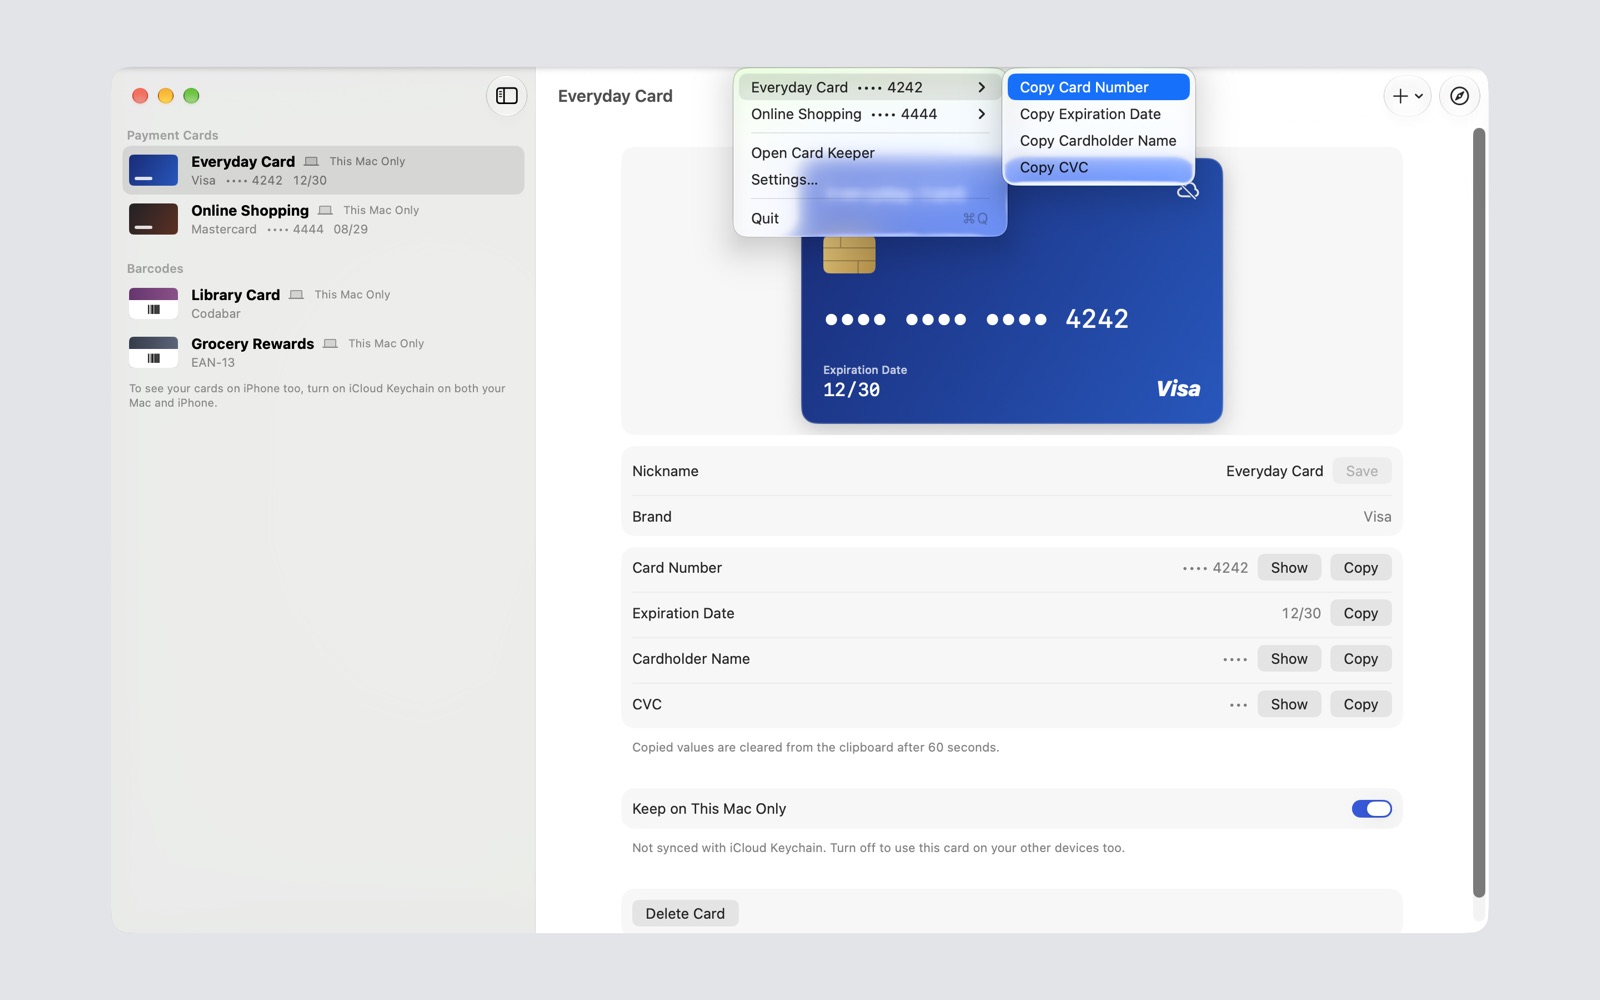 Payment Cards
Everyday Card This Mac Only
Visa •••• 4242 12/30
Online Shopping This Mac Only
Mastercard •••• 4444 08/29
Barcodes
Library Card This Mac Only
Codabar
Grocery Rewards This Mac Only
EAN-13
To see your cards on iPhone too, turn on iCloud Keychain on both your
Mac and iPhone.
Everyday Card
Everyday Card •••• 4242
Online Shopping •••• 4444
Open Card Keeper
Settings...
Quit ⌘Q
Copy Card Number
Copy Expiration Date
Copy Cardholder Name
Copy CVC
•••• •••• •••• 4242
Expiration Date
12/30
Visa
Nickname Everyday Card Save
Brand Visa
Card Number •••• 4242 Show Copy
Expiration Date 12/30 Copy
Cardholder Name •••• Show Copy
CVC ••• Show Copy
Copied values are cleared from the clipboard after 60 seconds.
Keep on This Mac Only
Not synced with iCloud Keychain. Turn off to use this card on your other devices too.
Delete Card